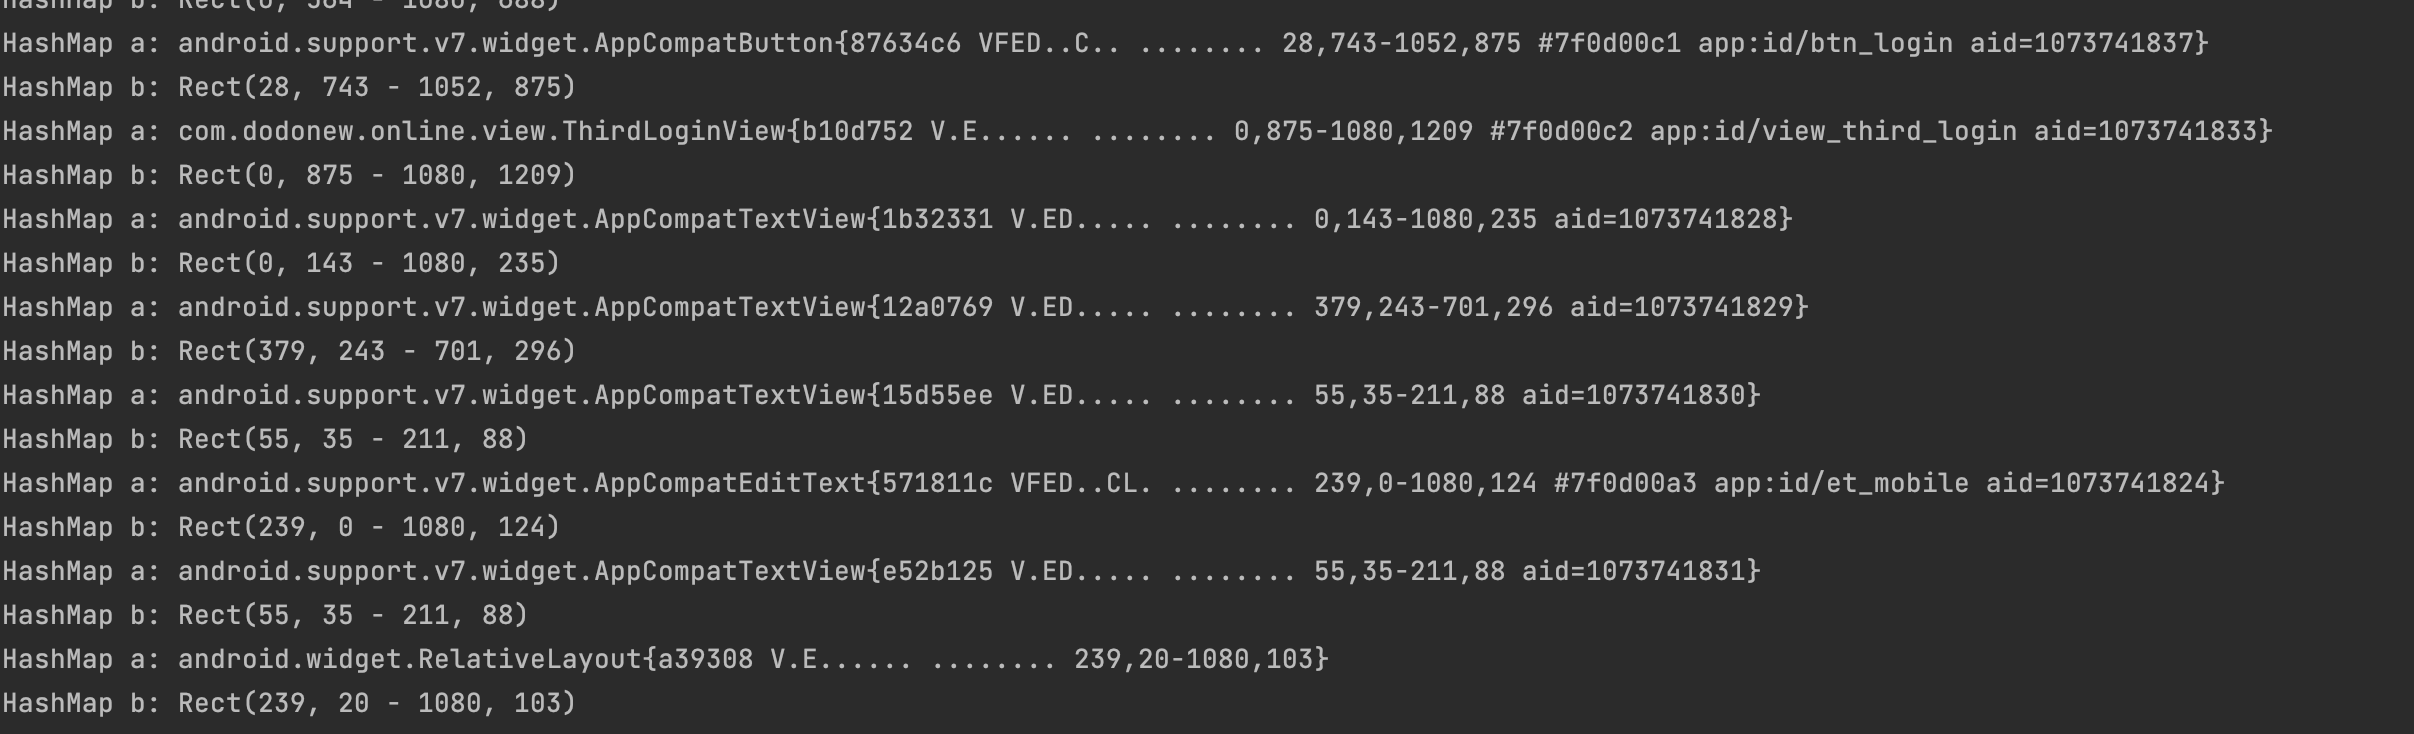 HashMap b: Rect(0, 564 - 1080, 688)
HashMap a: android.support.v7.widget.AppCompatButton{87634c6 VFED..C.. ........ 28,743-1052,875 #7f0d00c1 app:id/btn_login aid=1073741837}
HashMap b: Rect(28, 743 - 1052, 875)
HashMap a: com.dodonew.online.view.ThirdLoginView{b10d752 V.E...... ........ 0,875-1080,1209 #7f0d00c2 app:id/view_third_login aid=1073741833}
HashMap b: Rect(0, 875 - 1080, 1209)
HashMap a: android.support.v7.widget.AppCompatTextView{1b32331 V.ED..... ........ 0,143-1080,235 aid=1073741828}
HashMap b: Rect(0, 143 - 1080, 235)
HashMap a: android.support.v7.widget.AppCompatTextView{12a0769 V.ED..... ........ 379,243-701,296 aid=1073741829}
HashMap b: Rect(379, 243 - 701, 296)
HashMap a: android.support.v7.widget.AppCompatTextView{15d55ee V.ED..... ........ 55,35-211,88 aid=1073741830}
HashMap b: Rect(55, 35 - 211, 88)
HashMap a: android.support.v7.widget.AppCompatEditText{571811c VFED..CL. ........ 239,0-1080,124 #7f0d00a3 app:id/et_mobile aid=1073741824}
HashMap b: Rect(239, 0 - 1080, 124)
HashMap a: android.support.v7.widget.AppCompatTextView{e52b125 V.ED..... ........ 55,35-211,88 aid=1073741831}
HashMap b: Rect(55, 35 - 211, 88)
HashMap a: android.widget.RelativeLayout{a39308 V.E...... ........ 239,20-1080,103}
HashMap b: Rect(239, 20 - 1080, 103)